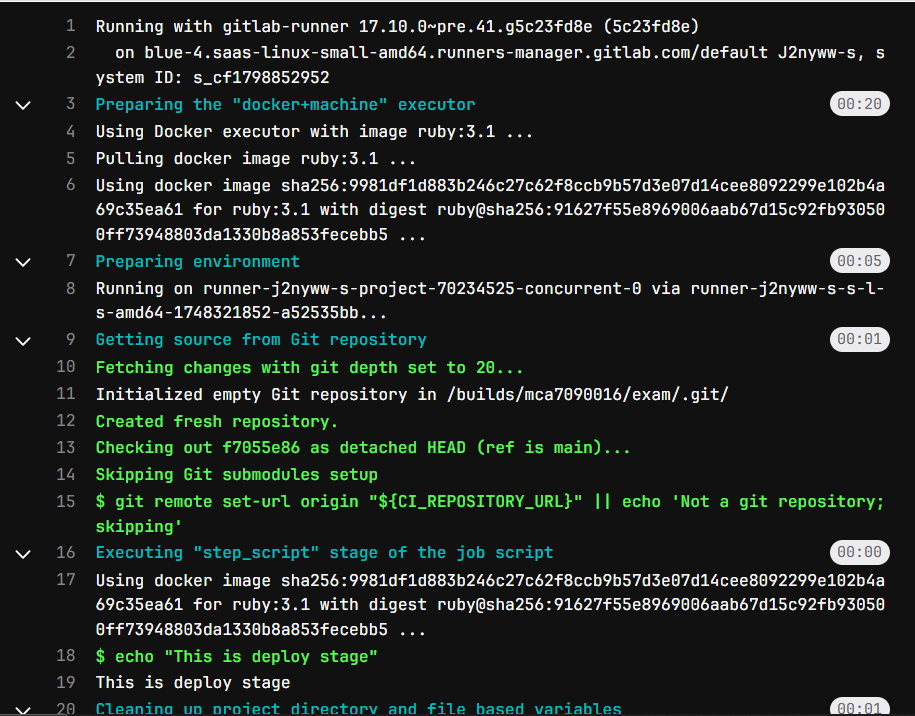 1 Running with gitlab-runner 17.10.0~pre.41.g5c23fd8e (5c23fd8e)
2 on blue-4.saas-linux-small-amd64.runners-manager.gitlab.com/default J2nyww-s, s
ystem ID: s_cf1798852952
3 Preparing the "docker+machine" executor 00:20
4 Using Docker executor with image ruby:3.1 ...
5 Pulling docker image ruby:3.1 ...
6 Using docker image sha256:9981df1d883b246c27c62f8ccb9b57d3e07d14cee8092299e102b4a
69c35ea61 for ruby:3.1 with digest ruby@sha256:91627f55e8969006aab67d15c92fb93050
0ff73948803da1330b8a853fecebb5 ...
7 Preparing environment 00:05
8 Running on runner-j2nyww-s-project-70234525-concurrent-0 via runner-j2nyww-s-s-l-
s-amd64-1748321852-a52535bb...
9 Getting source from Git repository 00:01
10 Fetching changes with git depth set to 20...
11 Initialized empty Git repository in /builds/mca7090016/exam/.git/
12 Created fresh repository.
13 Checking out f7055e86 as detached HEAD (ref is main)...
14 Skipping Git submodules setup
15 $ git remote set-url origin "${CI_REPOSITORY_URL}" || echo 'Not a git repository;
skipping'
16 Executing "step_script" stage of the job script 00:00
17 Using docker image sha256:9981df1d883b246c27c62f8ccb9b57d3e07d14cee8092299e102b4a
69c35ea61 for ruby:3.1 with digest ruby@sha256:91627f55e8969006aab67d15c92fb93050
0ff73948803da1330b8a853fecebb5 ...
18 $ echo "This is deploy stage"
19 This is deploy stage
20 Cleaning up project directory and file based variables 00:01